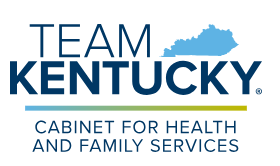 TEAM
KENTUCKY®
CABINET FOR HEALTH
AND FAMILY SERVICES